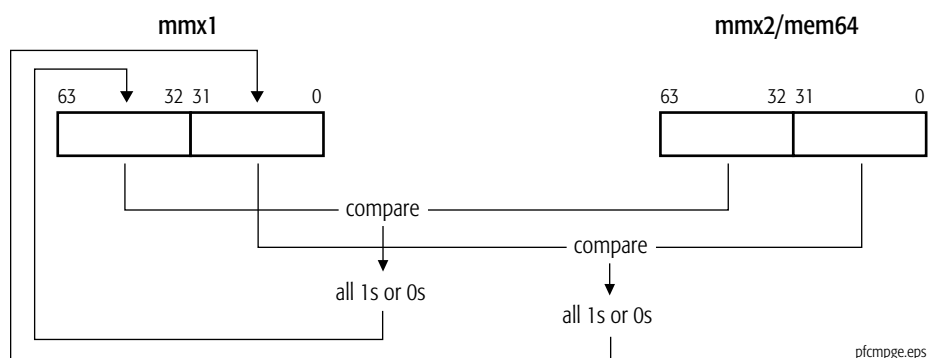 mmx1 mmx2/mem64
63 32 31 0 63 32 31 0
compare
compare
all 1s or 0s
all 1s or 0s
pfcmpge.eps